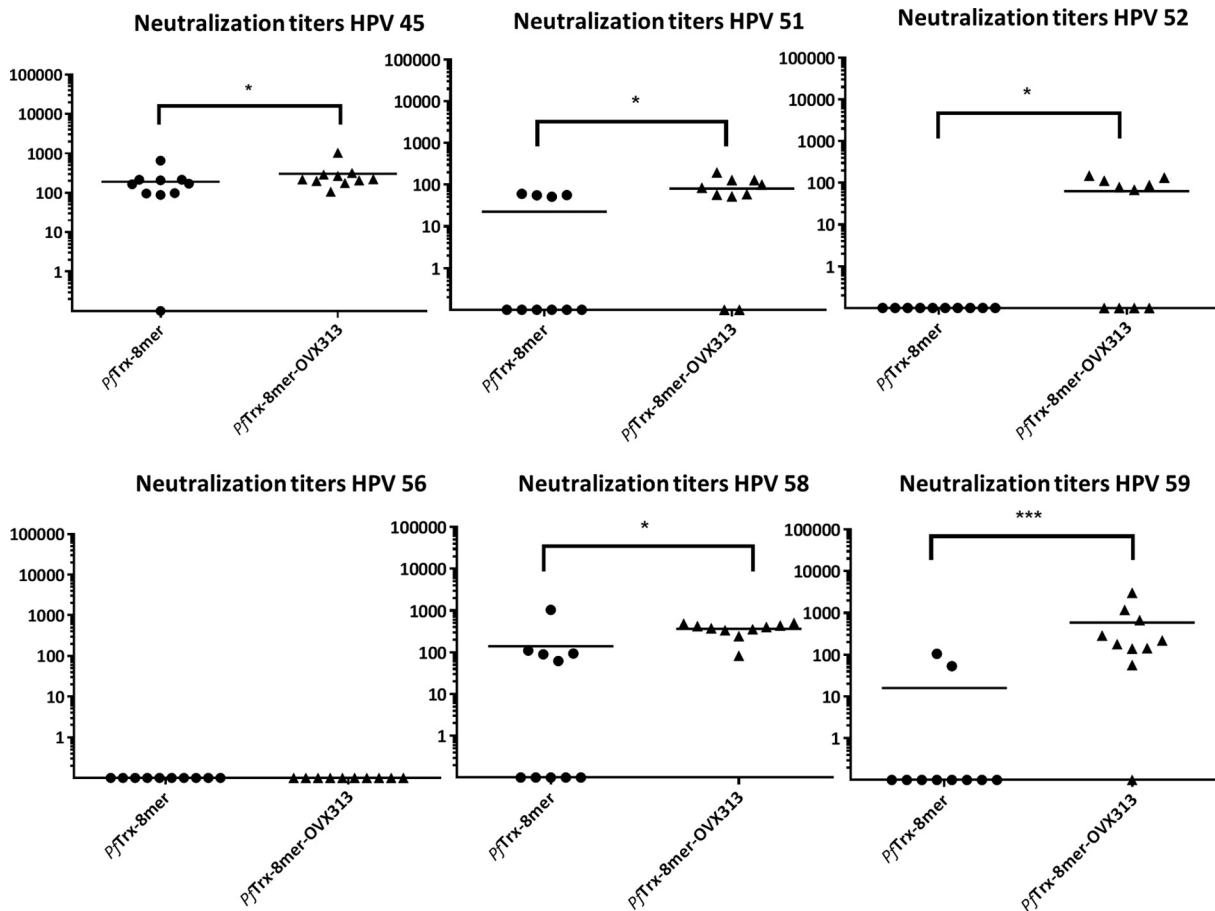 Neutralization titers HPV 45
100000
10000
1000
100
10
1
*
PfTrx-8mer
PfTrx-8mer-OVX313
Neutralization titers HPV 51
100000
10000
1000
100
10
1
*
PfTrx-8mer
PfTrx-8mer-OVX313
Neutralization titers HPV 52
100000
10000
1000
100
10
1
*
PfTrx-8mer
PfTrx-8mer-OVX313
Neutralization titers HPV 56
100000
10000
1000
100
10
1
PfTrx-8mer
PfTrx-8mer-OVX313
Neutralization titers HPV 58
100000
10000
1000
100
10
1
*
PfTrx-8mer
PfTrx-8mer-OVX313
Neutralization titers HPV 59
100000
10000
1000
100
10
1
***
PfTrx-8mer
PfTrx-8mer-OVX313